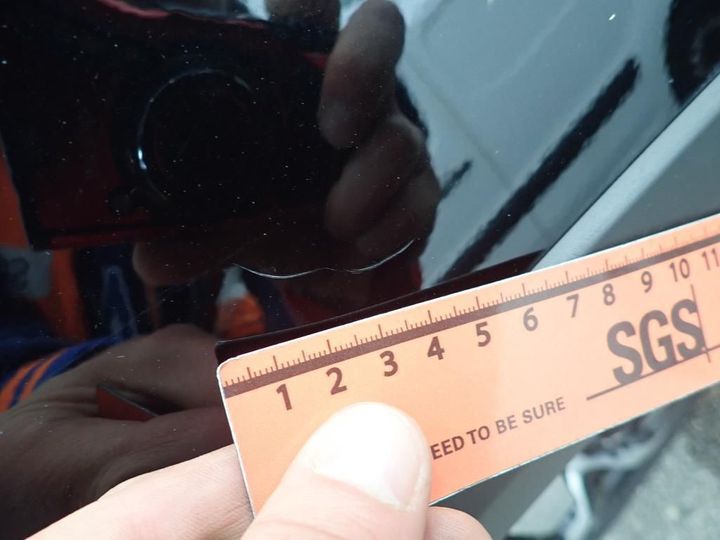 1 2 3 4 5 6 7 8 9 10 11
SGS
EED TO BE SURE